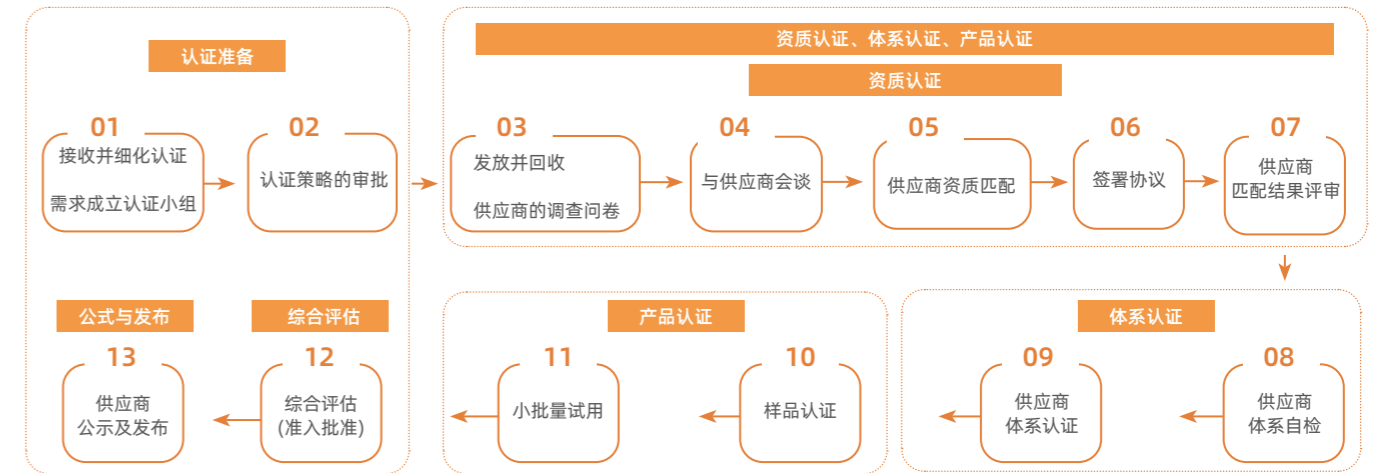 认证准备
01
接收并细化认证
需求成立认证小组
02
认证策略的审批
资质认证、体系认证、产品认证
资质认证
03
发放并回收
供应商的调查问卷
04
与供应商会谈
05
供应商资质匹配
06
签署协议
07
供应商
匹配结果评审
体系认证
08
供应商
体系自检
09
供应商
体系认证
产品认证
10
样品认证
11
小批量试用
综合评估
12
综合评估
(准入批准)
公式与发布
13
供应商
公示及发布